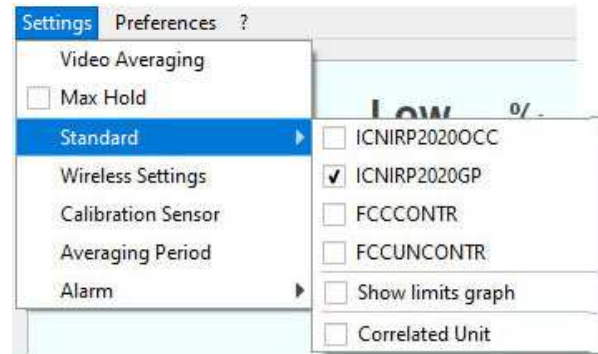 Settings Preferences ?
Video Averaging
Max Hold
Low %
Standard
ICNIRP2020OCC
Wireless Settings
ICNIRP2020GP
Calibration Sensor
FCCCONTR
Averaging Period
FCCUNCONTR
Alarm
Show limits graph
Correlated Unit